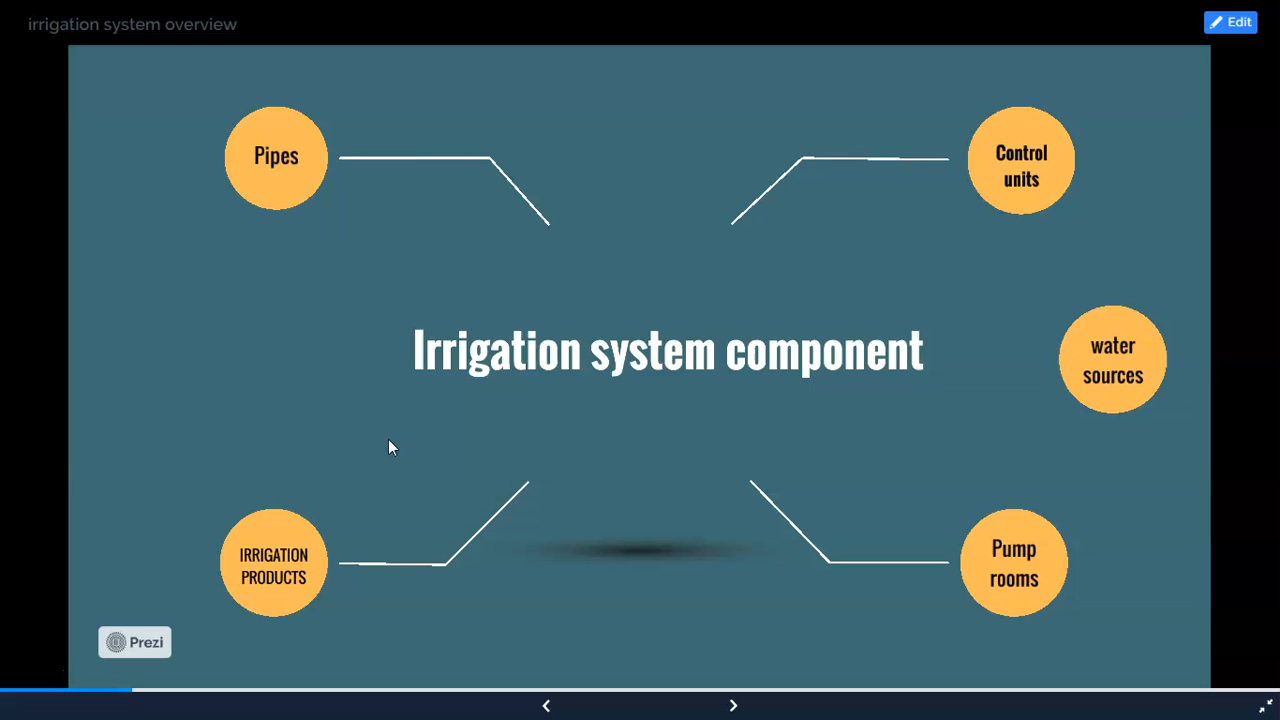 irrigation system overview
Edit
Pipes
Control
units
Irrigation system component
water
sources
IRRIGATION
PRODUCTS
Pump
rooms
Prezi